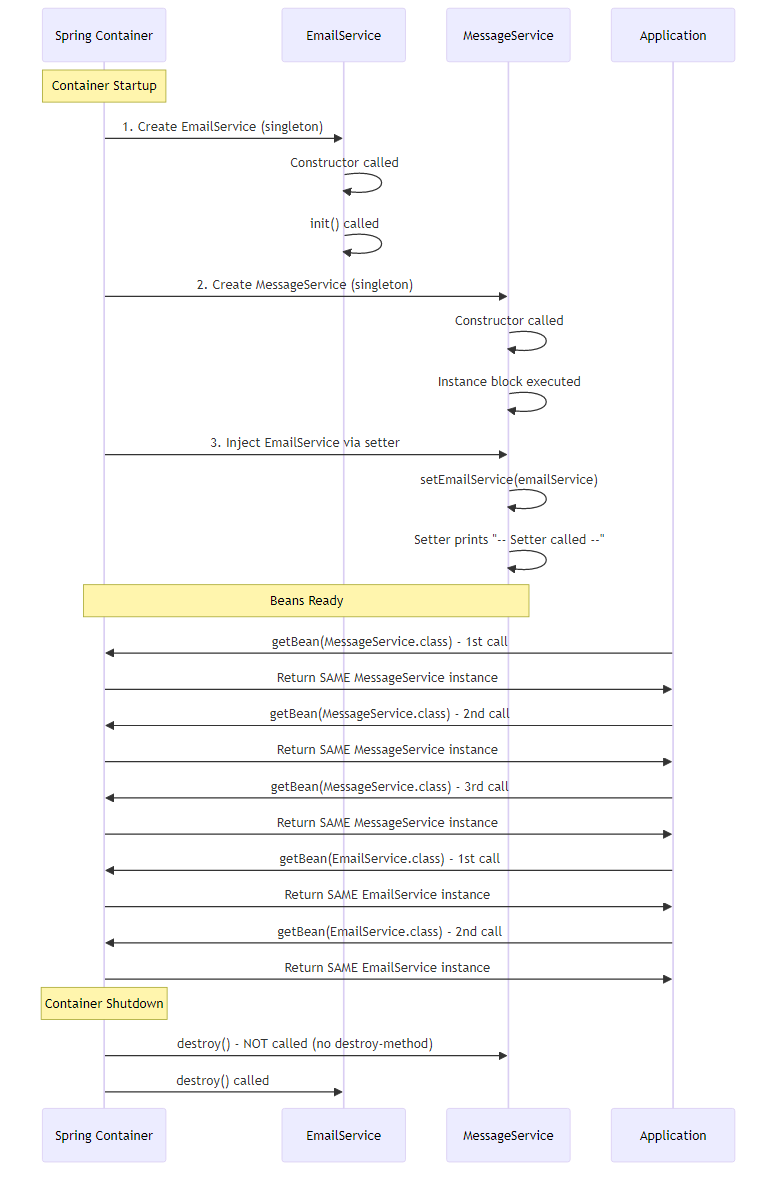 Spring Container
EmailService
MessageService
Application
Container Startup
1. Create EmailService (singleton)
Constructor called
init() called
2. Create MessageService (singleton)
Constructor called
Instance block executed
3. Inject EmailService via setter
setEmailService(emailService)
Setter prints "-- Setter called --"
Beans Ready
getBean(MessageService.class) - 1st call
Return SAME MessageService instance
getBean(MessageService.class) - 2nd call
Return SAME MessageService instance
getBean(MessageService.class) - 3rd call
Return SAME MessageService instance
getBean(EmailService.class) - 1st call
Return SAME EmailService instance
getBean(EmailService.class) - 2nd call
Return SAME EmailService instance
Container Shutdown
destroy() - NOT called (no destroy-method)
destroy() called
Spring Container
EmailService
MessageService
Application